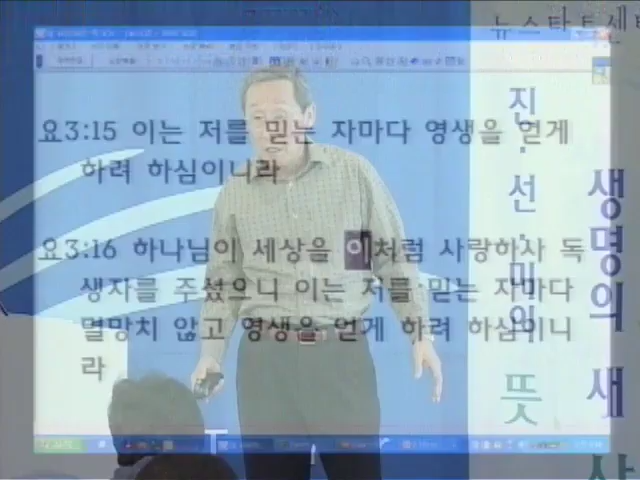 뉴스타트센터
요3:15 이는 저를 믿는 자마다 영생을 얻게
하려 하심이니라
요3:16 하나님이 세상을 이처럼 사랑하사 독
생자를 주셨으니 이는 저를 믿는 자마다
멸망치 않고 영생을 얻게 하려 하심이니
라
진·선·미의
뜻
생명의 새